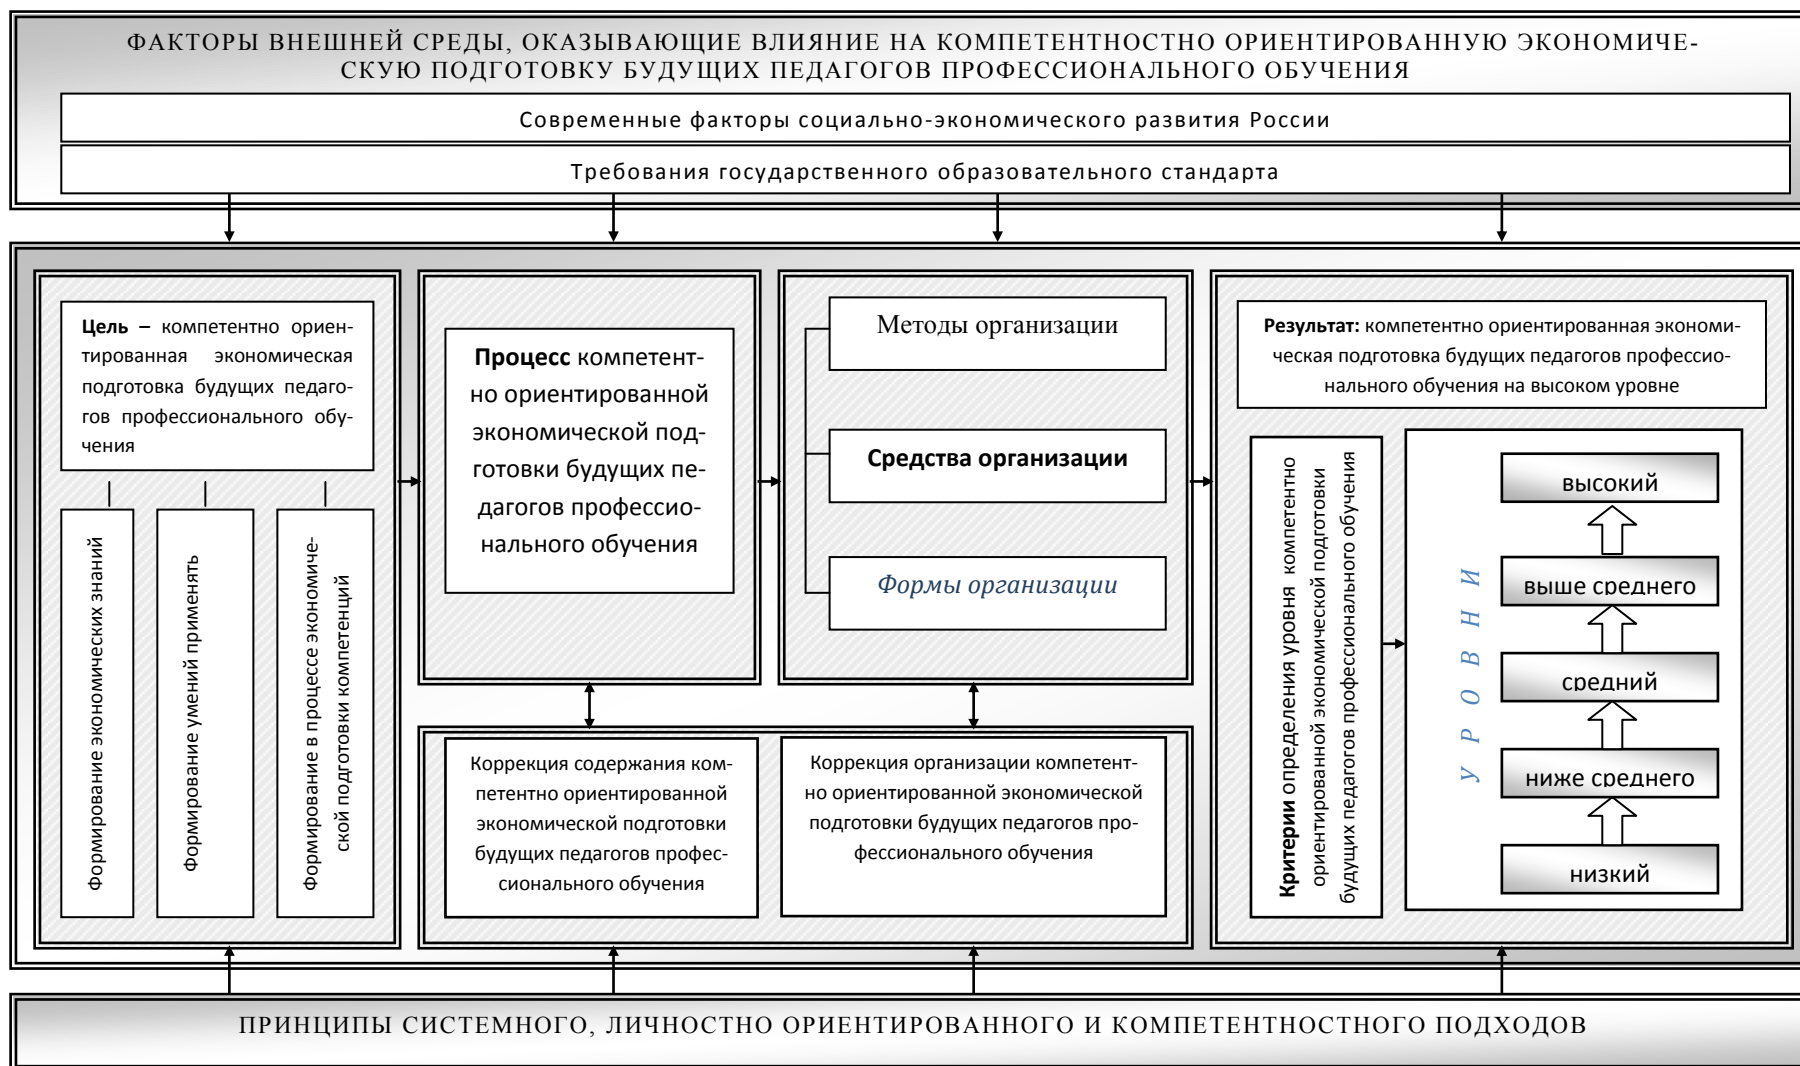 ФАКТОРЫ ВНЕШНЕЙ СРЕДЫ, ОКАЗЫВАЮЩИЕ ВЛИЯНИЕ НА КОМПЕТЕНТНОСТНО ОРИЕНТИРОВАННУЮ ЭКОНОМИЧЕ-
СКУЮ ПОДГОТОВКУ БУДУЩИХ ПЕДАГОГОВ ПРОФЕССИОНАЛЬНОГО ОБУЧЕНИЯ
Современные факторы социально-экономического развития России
Требования государственного образовательного стандарта
Цель – компетентно ориен-
тированная экономическая
подготовка будущих педаго-
гов профессионального обу-
чения
Формирование экономических знаний
Формирование умений применять
Формирование в процессе экономиче-
ской подготовки компетенций
Процесс компетент-
но ориентированной
экономической под-
готовки будущих пе-
дагогов профессио-
нального обучения
Методы организации
Средства организации
Формы организации
Коррекция содержания ком-
петентно ориентированной
экономической подготовки
будущих педагогов профес-
сионального обучения
Коррекция организации компетент-
но ориентированной экономической
подготовки будущих педагогов про-
фессионального обучения
Результат: компетентно ориентированная экономи-
ческая подготовка будущих педагогов профессио-
нального обучения на высоком уровне
Критерии определения уровня компетентно
ориентированной экономической подготовки
будущих педагогов профессионального обучения
УРОВНИ
высокий
выше среднего
средний
ниже среднего
низкий
ПРИНЦИПЫ СИСТЕМНОГО, ЛИЧНОСТНО ОРИЕНТИРОВАННОГО И КОМПЕТЕНТНОСТНОГО ПОДХОДОВ